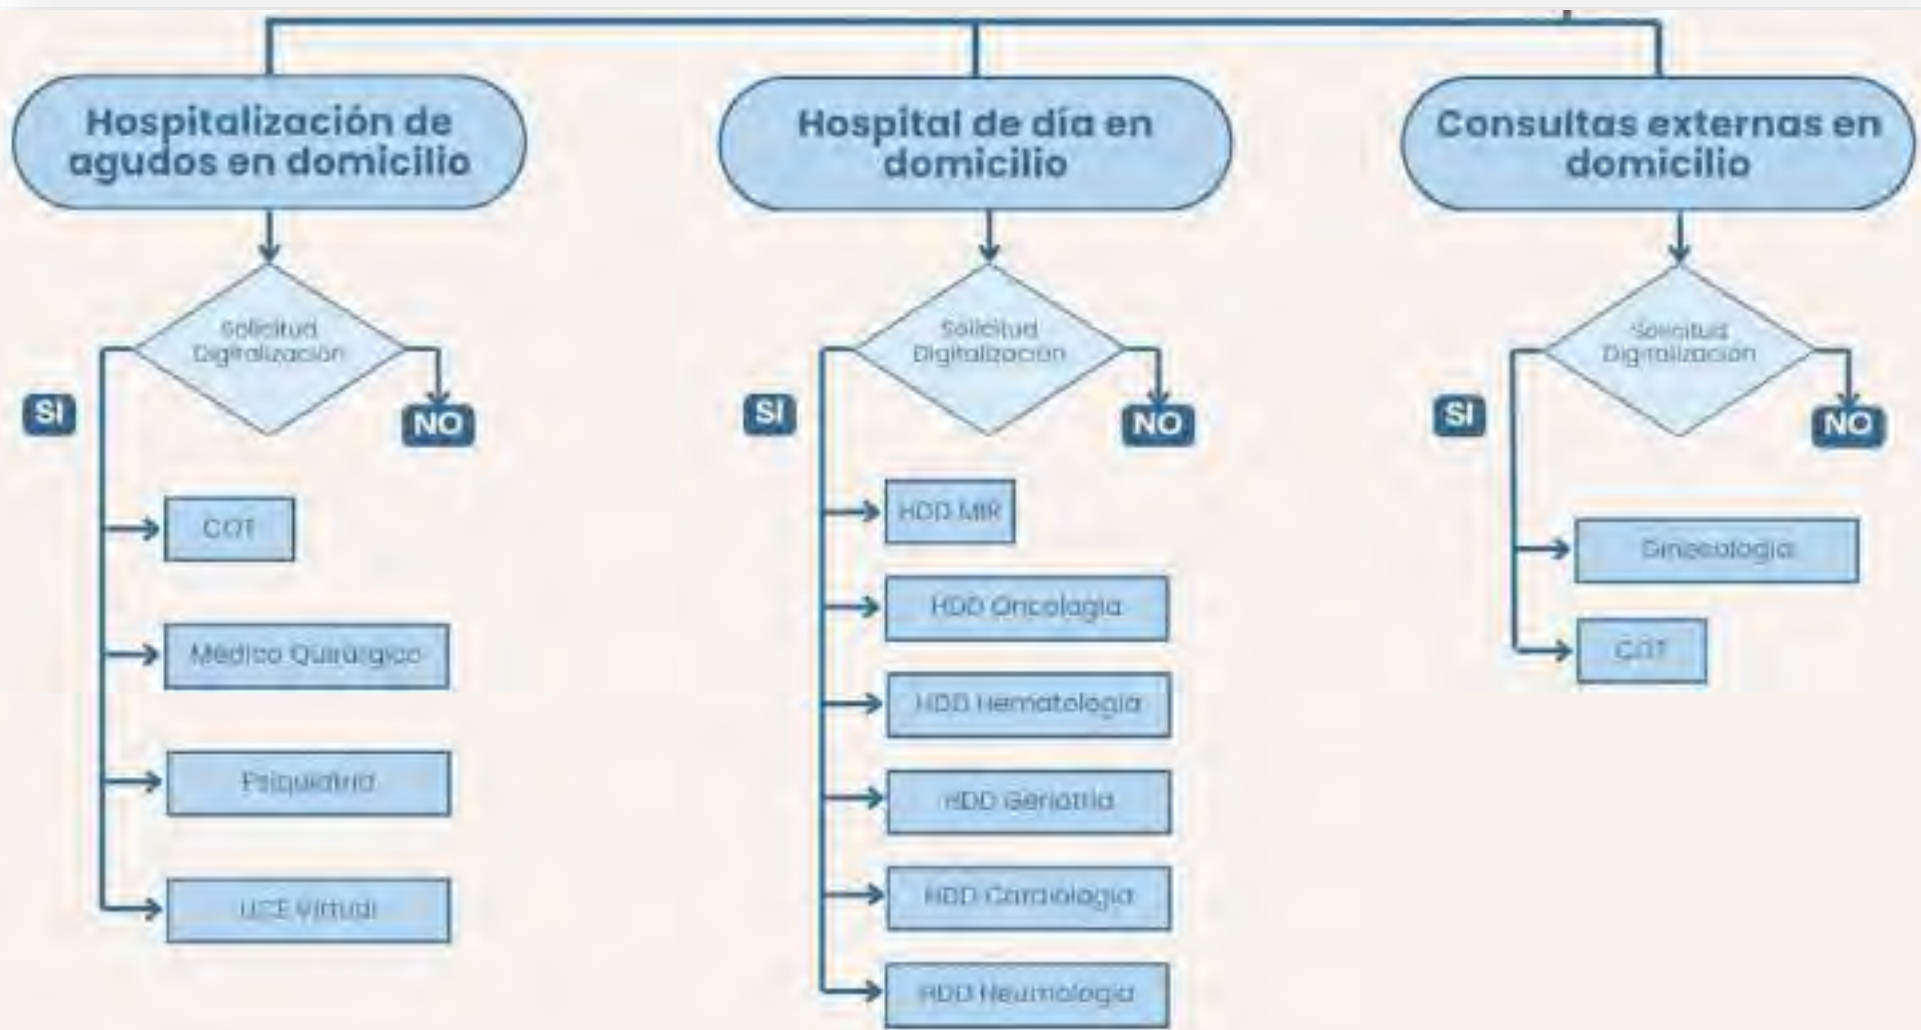 Hospitalización de
agudos en domicilio
Solicitud
Digitalización
SI
NO
COT
Médico Quirúrgico
Psiquiatría
UCE Virtual
Hospital de día en
domicilio
Solicitud
Digitalización
SI
NO
HDD MIR
HDD Oncología
HDD Hematología
HDD Geriatría
HDD Cardiología
HDD Neumología
Consultas externas en
domicilio
Solicitud
Digitalización
SI
NO
Ginecología
COT